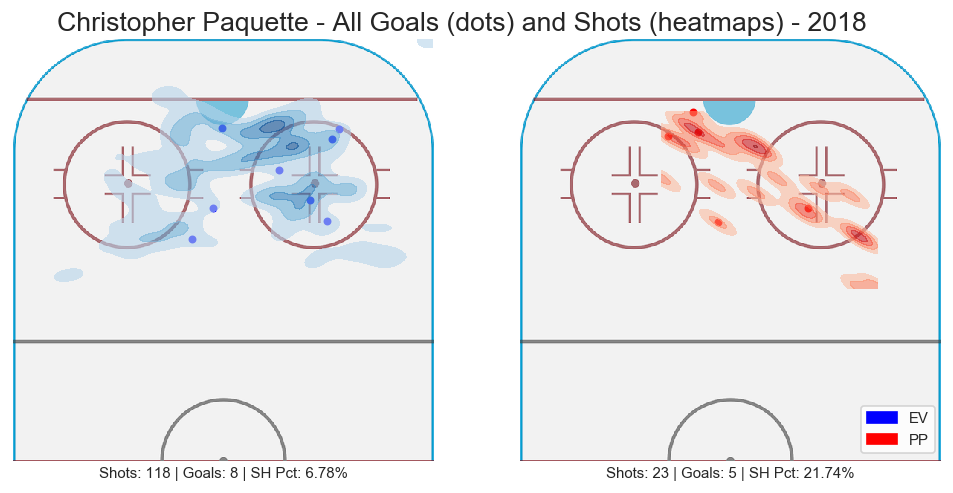 Christopher Paquette - All Goals (dots) and Shots (heatmaps) - 2018
EV
PP
Shots: 118 | Goals: 8 | SH Pct: 6.78%
Shots: 23 | Goals: 5 | SH Pct: 21.74%